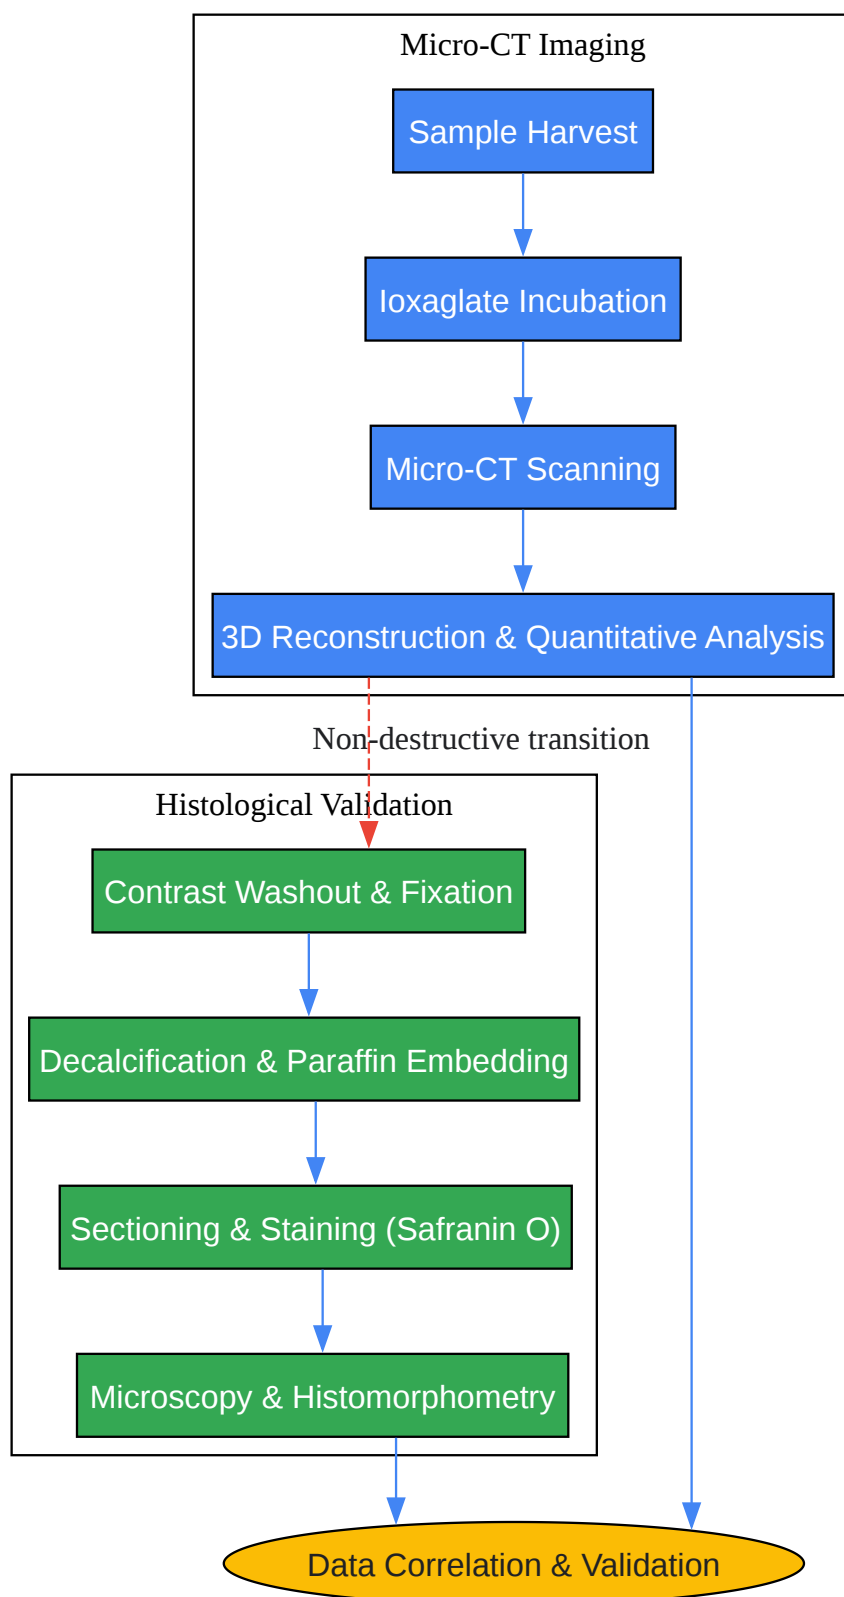 Micro-CT Imaging
Sample Harvest
Ioxaglate Incubation
Micro-CT Scanning
3D Reconstruction & Quantitative Analysis
Non-destructive transition
Histological Validation
Contrast Washout & Fixation
Decalcification & Paraffin Embedding
Sectioning & Staining (Safranin O)
Microscopy & Histomorphometry
Data Correlation & Validation